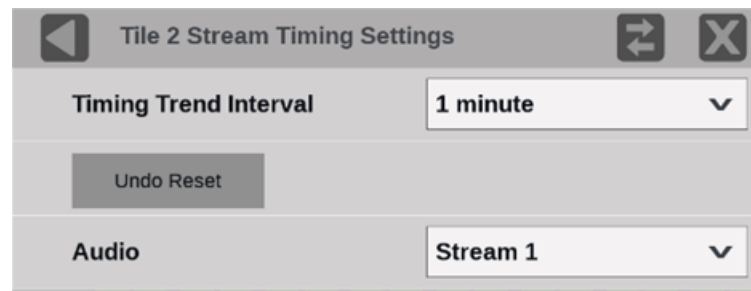 Tile 2 Stream Timing Settings
Timing Trend Interval 1 minute
Undo Reset
Audio Stream 1